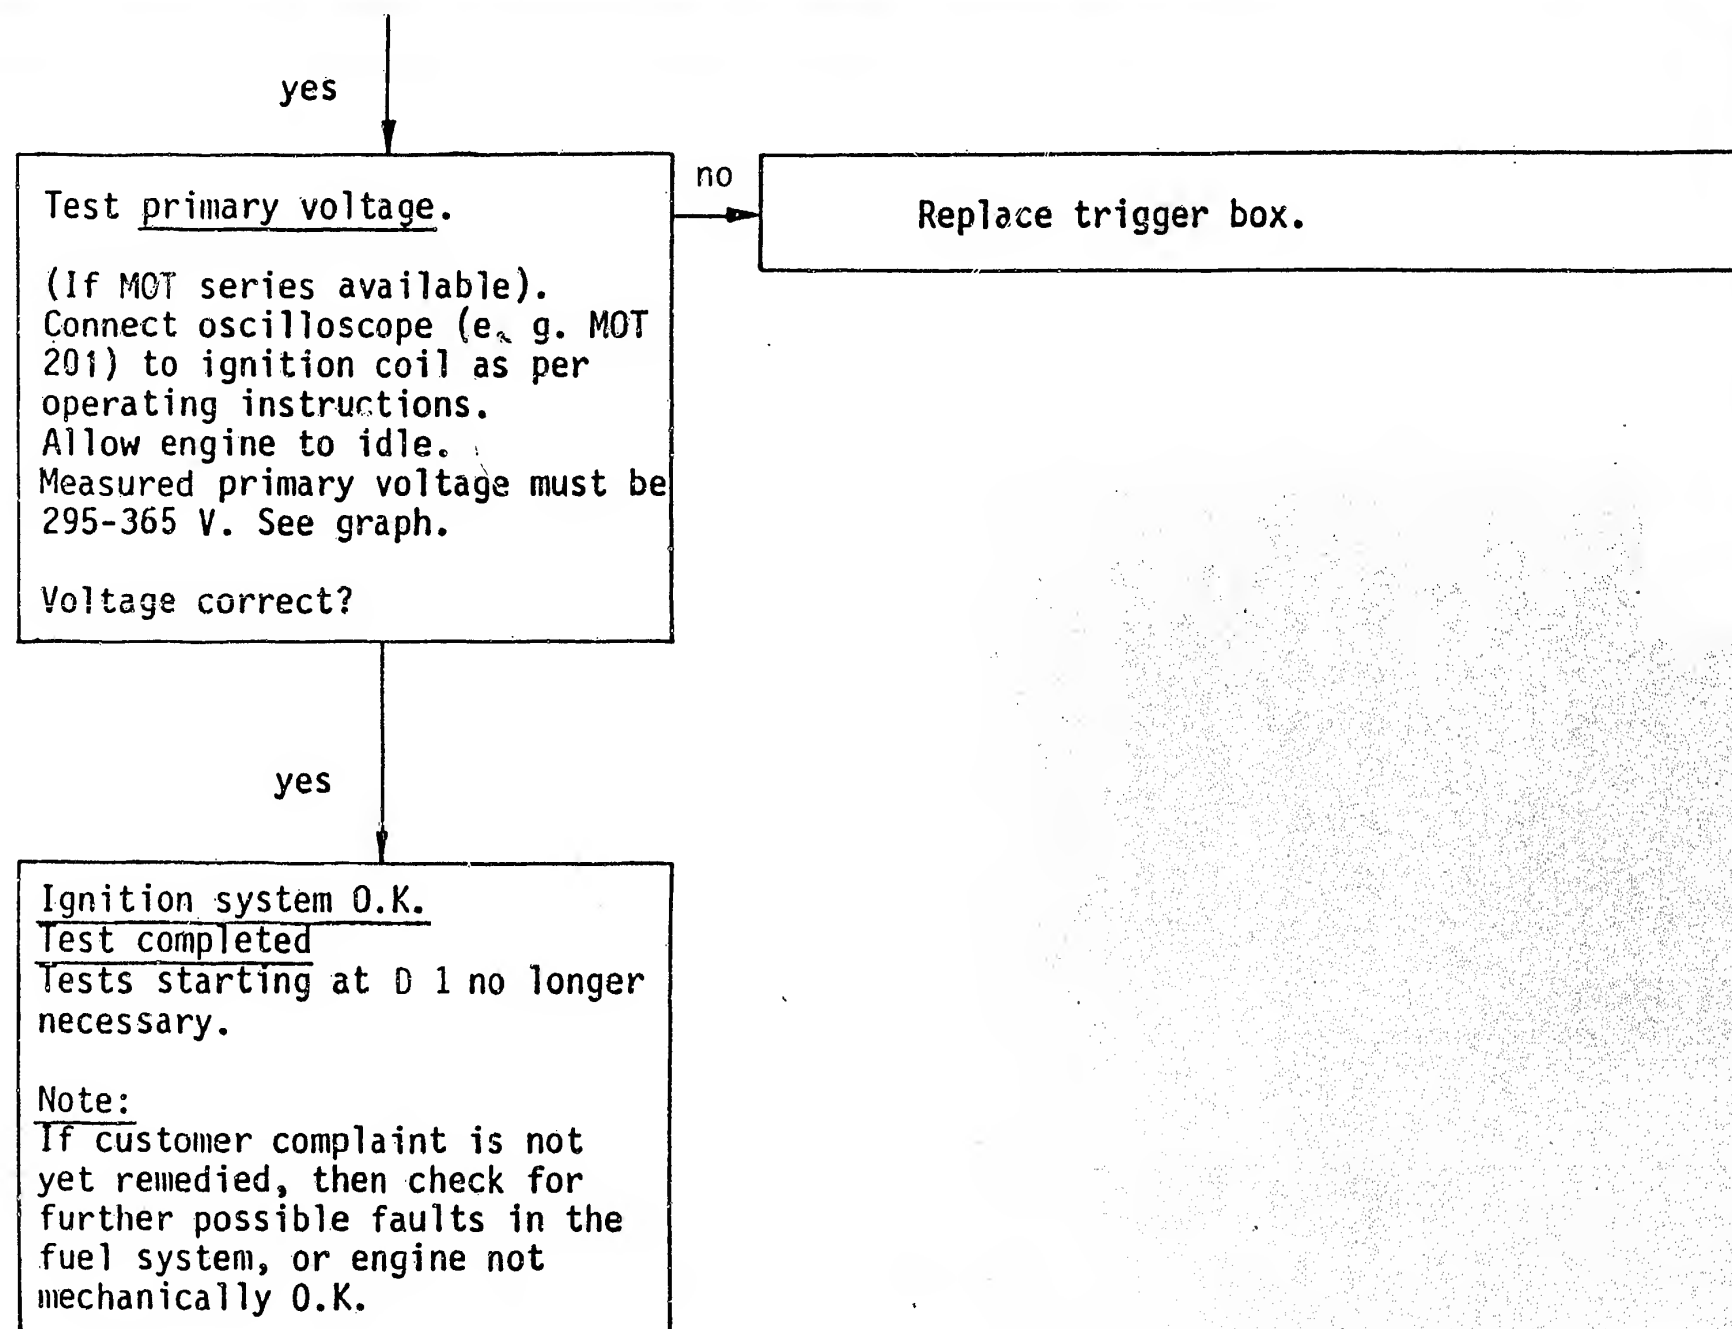 yes
Test primary voltage.
no
Replace trigger box.
(If MOT series available).
Connect oscilloscope (e. g. MOT
201) to ignition coil as per
operating instructions.
Allow engine to idle.
Measured primary voltage must be
295-365 V. See graph.
Voltage correct?
yes
Ignition system O.K.
Test completed
Tests starting at D 1 no longer
necessary.
Note:
If customer complaint is not
yet remedied, then check for
further possible faults in the
fuel system, or engine not
mechanically O.K.